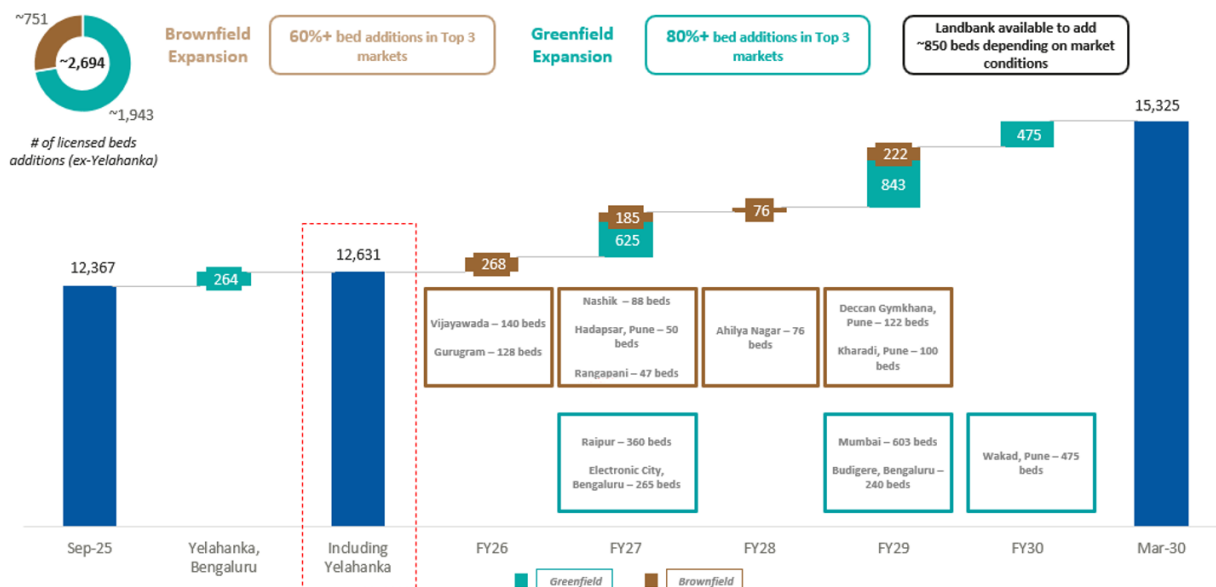 ~751
~2,694
~1,943
# of licensed beds
additions (ex-Yelahanka)
Brownfield
Expansion
60%+ bed additions in Top 3
markets
Greenfield
Expansion
80%+ bed additions in Top 3
markets
Landbank available to add
~850 beds depending on market
conditions
12,367
264
12,631
268
185
625
76
222
843
475
15,325
Vijayawada – 140 beds
Gurugram – 128 beds
Nashik – 88 beds
Hadapsar, Pune – 50
beds
Rangapani – 47 beds
Ahilya Nagar – 76
beds
Deccan Gymkhana,
Pune – 122 beds
Kharadi, Pune – 100
beds
Raipur – 360 beds
Electronic City,
Bengaluru – 265 beds
Mumbai – 603 beds
Budigere, Bengaluru –
240 beds
Wakad, Pune – 475
beds
Sep-25
Yelahanka,
Bengaluru
Including
Yelahanka
FY26
FY27
FY28
FY29
FY30
Mar-30
Greenfield
Brownfield